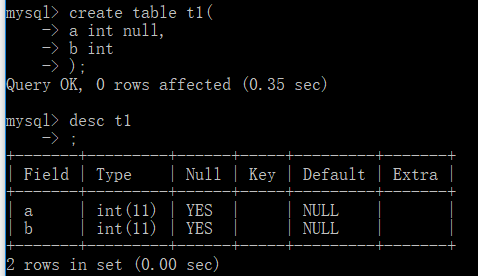 mysql> create table t1(
    -> a int null,
    -> b int
    -> );
Query OK, 0 rows affected (0.35 sec)

mysql> desc t1
    -> ;
+-------+---------+------+-----+---------+-------+
| Field | Type    | Null | Key | Default | Extra |
+-------+---------+------+-----+---------+-------+
| a     | int(11) | YES  |     | NULL    |       |
| b     | int(11) | YES  |     | NULL    |       |
+-------+---------+------+-----+---------+-------+
2 rows in set (0.00 sec)